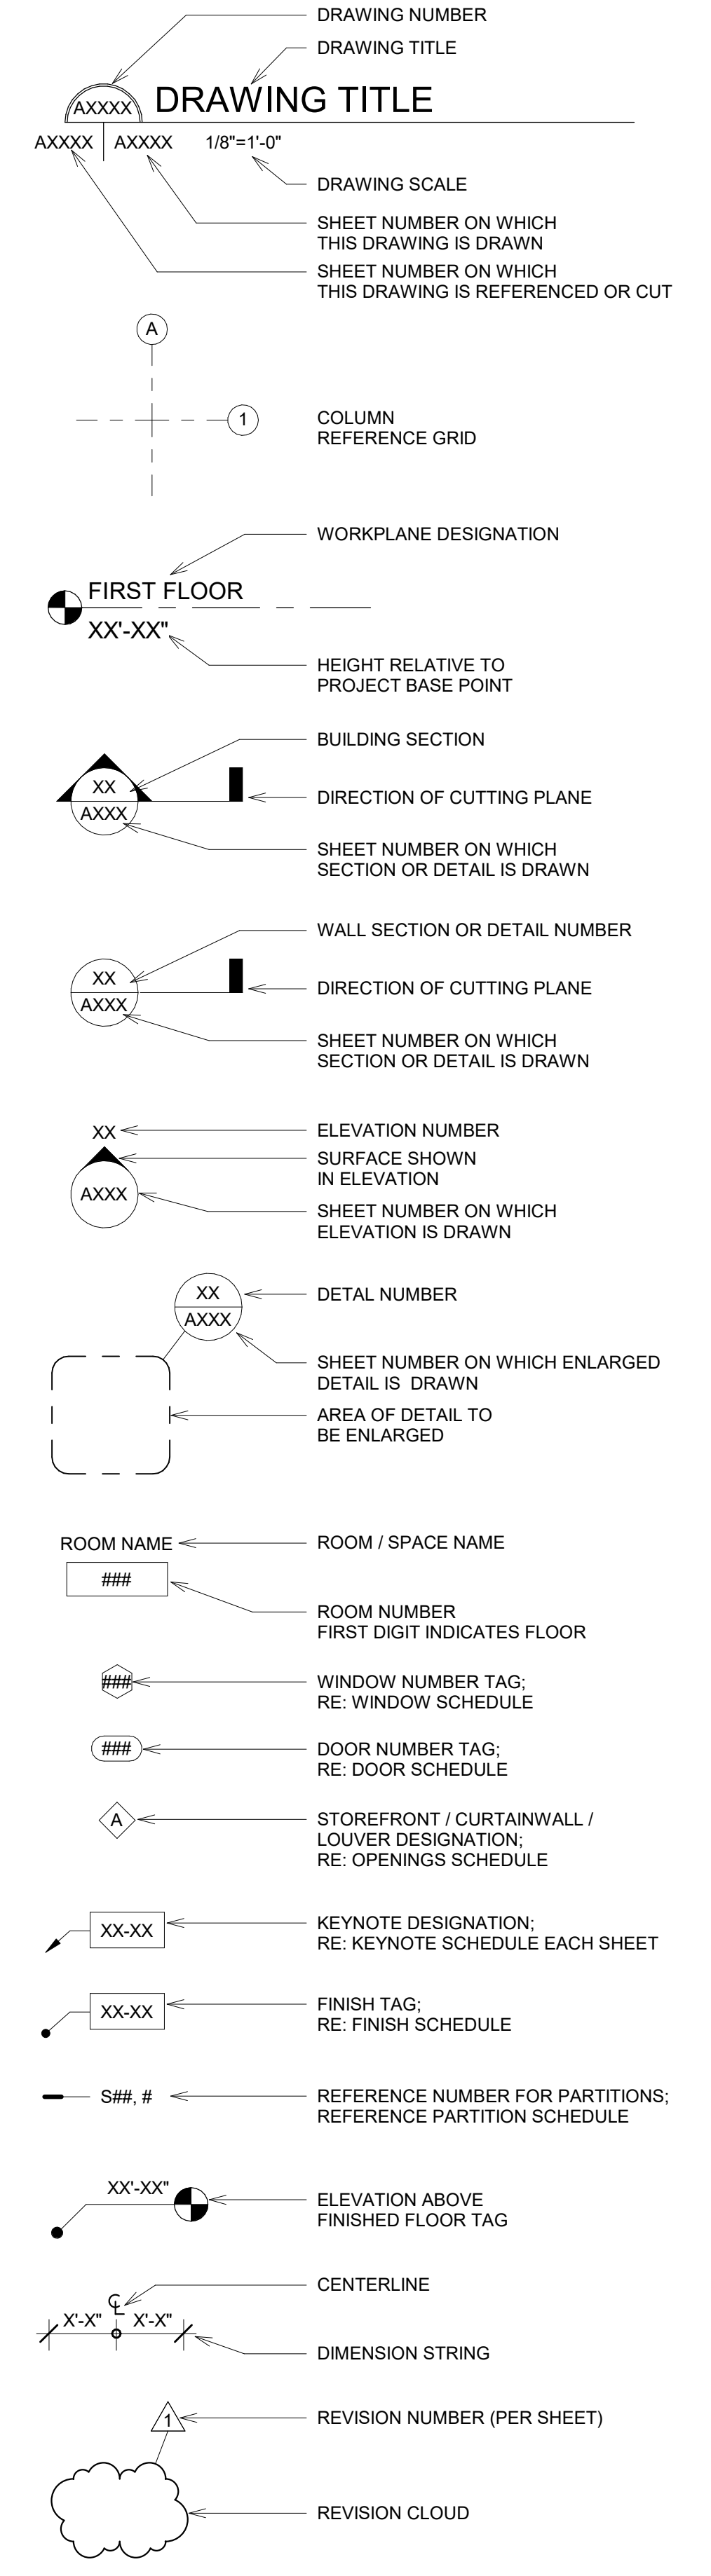 DRAWING NUMBER
DRAWING TITLE
AXXXX DRAWING TITLE
AXXXX AXXXX 1/8"=1'-0"
DRAWING SCALE
SHEET NUMBER ON WHICH
THIS DRAWING IS DRAWN
SHEET NUMBER ON WHICH
THIS DRAWING IS REFERENCED OR CUT
A
1
COLUMN
REFERENCE GRID
WORKPLANE DESIGNATION
FIRST FLOOR
XX'-XX"
HEIGHT RELATIVE TO
PROJECT BASE POINT
BUILDING SECTION
XX
DIRECTION OF CUTTING PLANE
AXXX
SHEET NUMBER ON WHICH
SECTION OR DETAIL IS DRAWN
WALL SECTION OR DETAIL NUMBER
XX
DIRECTION OF CUTTING PLANE
AXXX
SHEET NUMBER ON WHICH
SECTION OR DETAIL IS DRAWN
XX
ELEVATION NUMBER
SURFACE SHOWN
IN ELEVATION
AXXX
SHEET NUMBER ON WHICH
ELEVATION IS DRAWN
XX
DETAL NUMBER
AXXX
SHEET NUMBER ON WHICH ENLARGED
DETAIL IS DRAWN
AREA OF DETAIL TO
BE ENLARGED
ROOM NAME
ROOM / SPACE NAME
###
ROOM NUMBER
FIRST DIGIT INDICATES FLOOR
###
WINDOW NUMBER TAG;
RE: WINDOW SCHEDULE
###
DOOR NUMBER TAG;
RE: DOOR SCHEDULE
A
STOREFRONT / CURTAINWALL /
LOUVER DESIGNATION;
RE: OPENINGS SCHEDULE
XX-XX
KEYNOTE DESIGNATION;
RE: KEYNOTE SCHEDULE EACH SHEET
XX-XX
FINISH TAG;
RE: FINISH SCHEDULE
S##, #
REFERENCE NUMBER FOR PARTITIONS;
REFERENCE PARTITION SCHEDULE
XX'-XX"
ELEVATION ABOVE
FINISHED FLOOR TAG
CENTERLINE
℄
X'-X" X'-X"
DIMENSION STRING
1
REVISION NUMBER (PER SHEET)
REVISION CLOUD